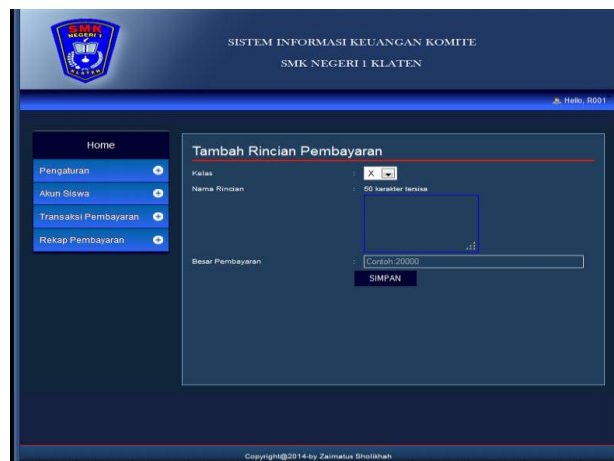 SMK
NEGERI 1
KLATEN
SISTEM INFORMASI KEUANGAN KOMITE
SMK NEGERI 1 KLATEN
Hello, R001
Home
Pengaturan
Akun Siswa
Transaksi Pembayaran
Rekap Pembayaran
Tambah Rincian Pembayaran
Kelas : X
Nama Rincian : 50 karakter tersisa
Besar Pembayaran : Contoh:20000
SIMPAN
Copyright@2014-by Zaimatus Sholikhah